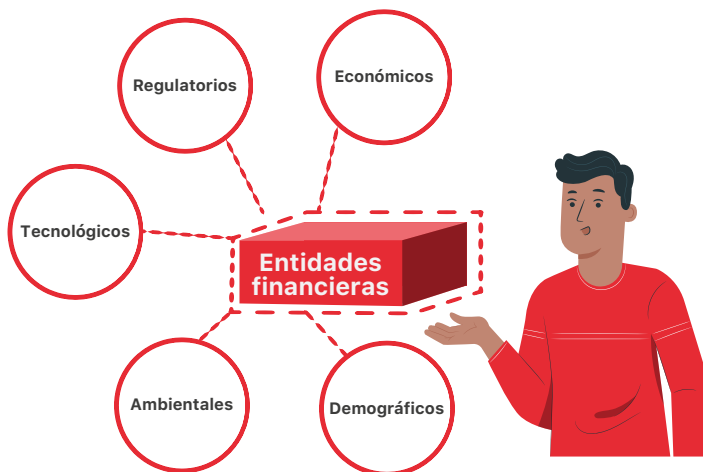 Regulatorios
Económicos
Tecnológicos
Entidades
financieras
Ambientales
Demográficos